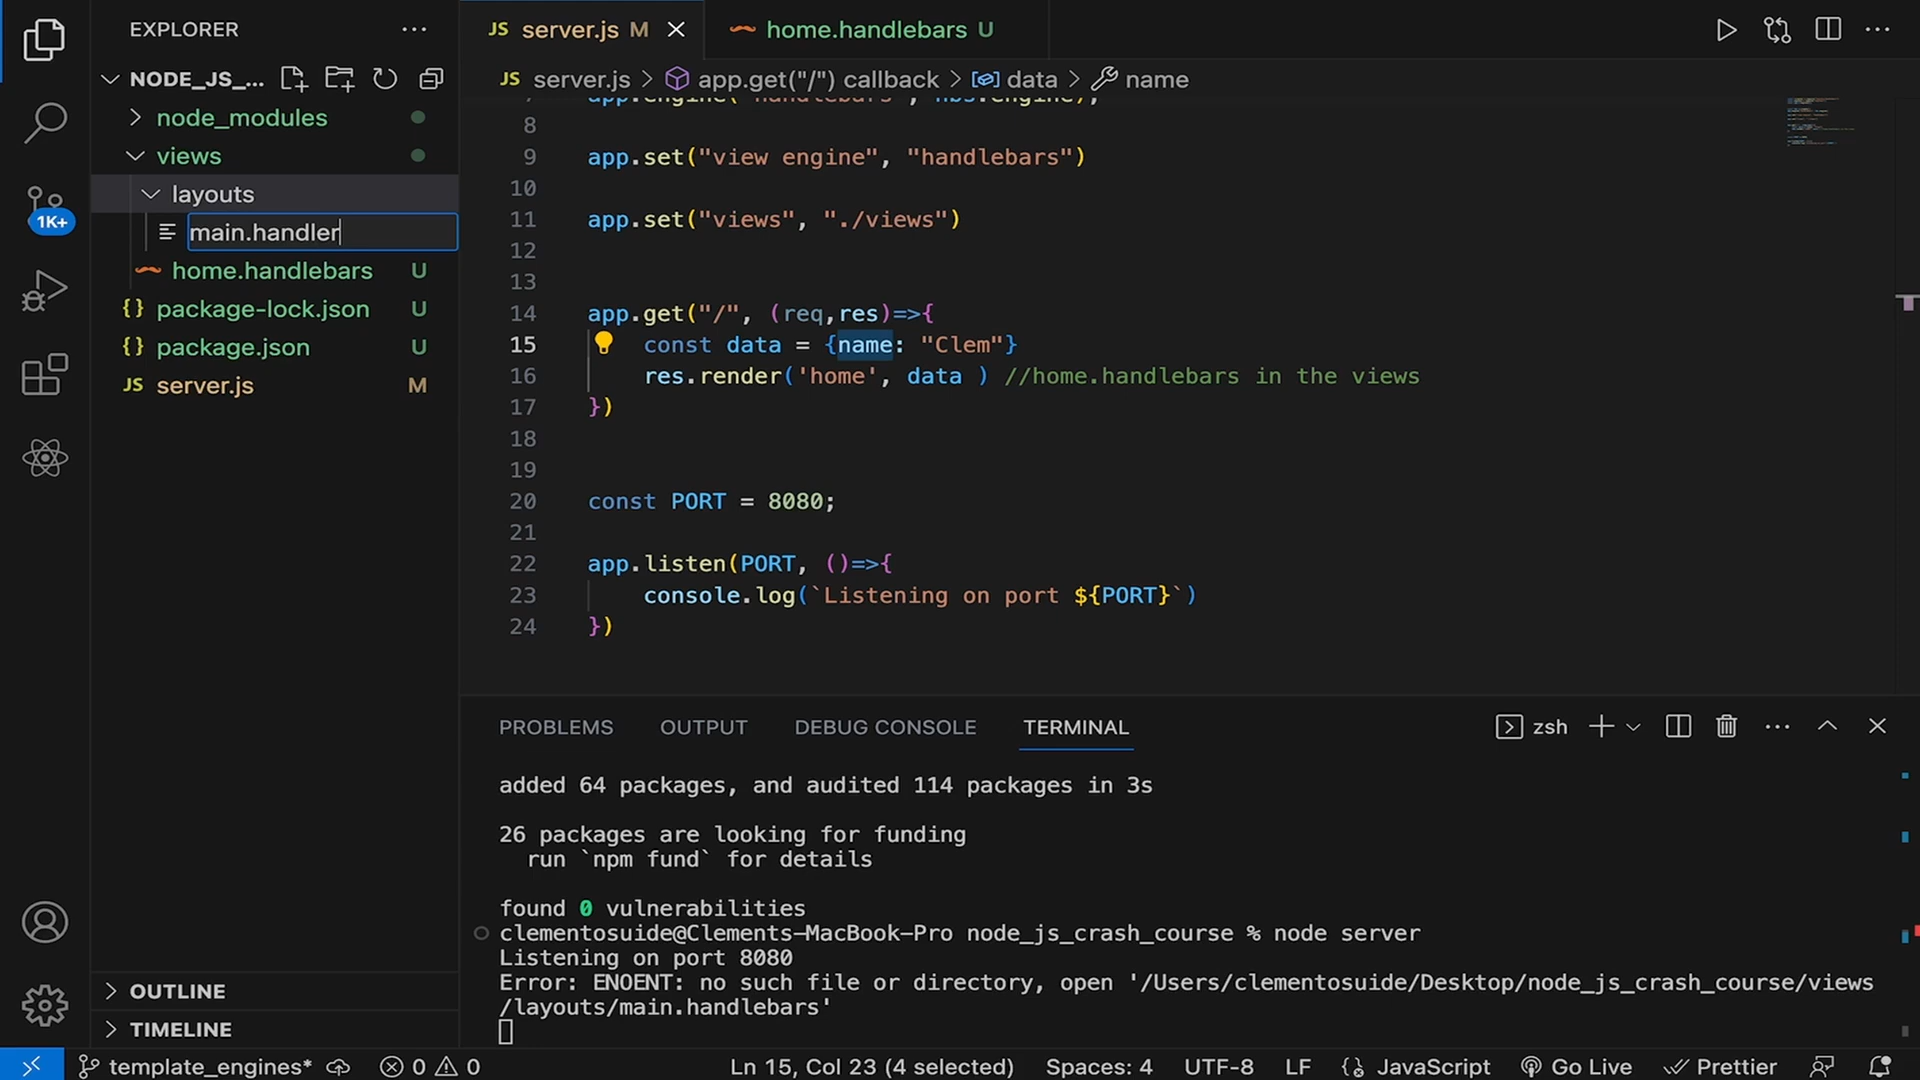 EXPLORER
NODE_JS_...
node_modules
views
layouts
main.handler
home.handlebars U
package-lock.json U
package.json U
JS server.js M
1K+
OUTLINE
TIMELINE
JS server.js M
home.handlebars U
JS server.js > app.get("/") callback > data > name
app.engine("handlebars", hbs.engine);
8
9 app.set("view engine", "handlebars")
10
11 app.set("views", "./views")
12
13
14 app.get("/", (req,res)=>{
15 const data = {name: "Clem"}
16 res.render('home', data ) //home.handlebars in the views
17 })
18
19
20 const PORT = 8080;
21
22 app.listen(PORT, ()=>{
23 console.log(`Listening on port ${PORT}`)
24 })
PROBLEMS OUTPUT DEBUG CONSOLE TERMINAL
zsh
added 64 packages, and audited 114 packages in 3s
26 packages are looking for funding
run `npm fund` for details
found 0 vulnerabilities
clementosuide@Clements-MacBook-Pro node_js_crash_course % node server
Listening on port 8080
Error: ENOENT: no such file or directory, open '/Users/clementosuide/Desktop/node_js_crash_course/views
/layouts/main.handlebars'
template_engines* 0 0 Ln 15, Col 23 (4 selected) Spaces: 4 UTF-8 LF JavaScript Go Live Prettier